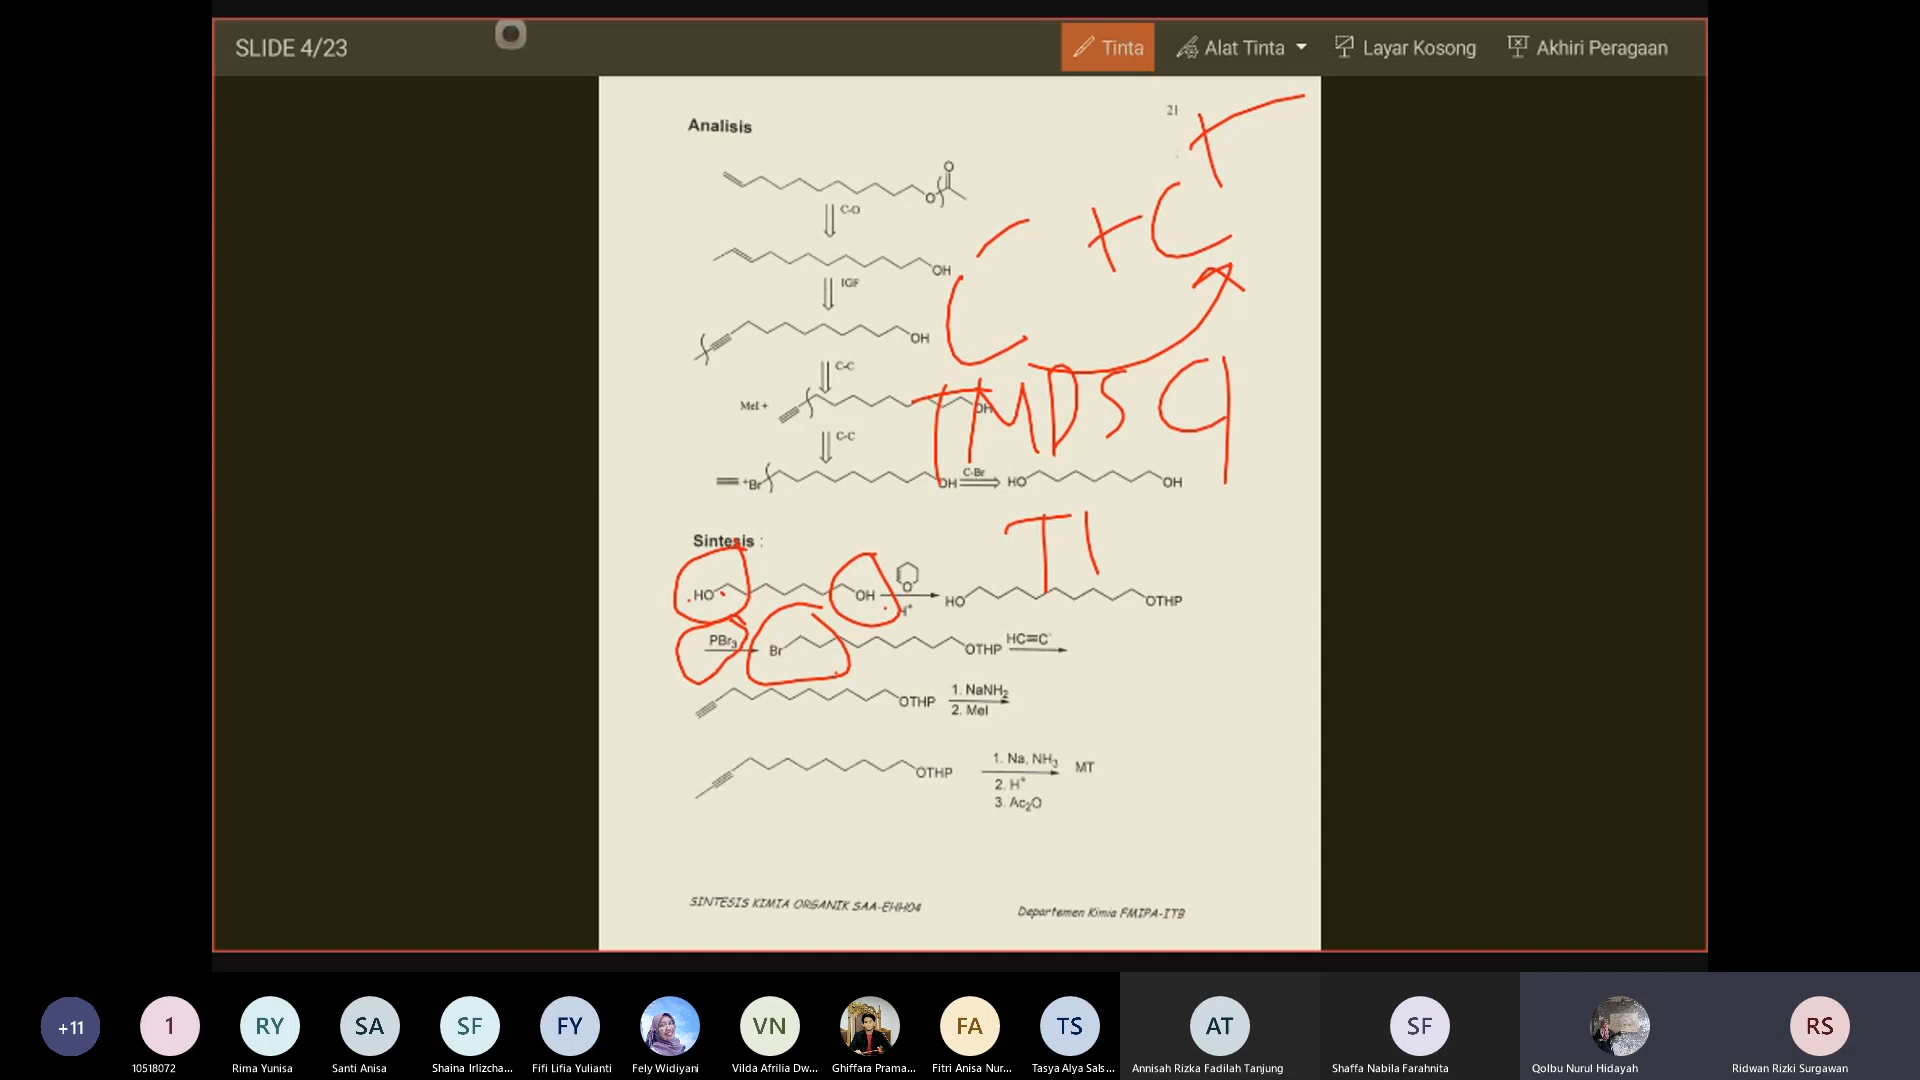 SLIDE 4/23
Tinta
Alat Tinta
Layar Kosong
Akhiri Peragaan
21
Analisis
O
O
C-O
OH
IGF
OH
C-C
MeI +
OH
C-C
+Br
OH
C-Br
HO
OH
C + C
TMDSCl
Sintesis :
HO
OH
O
H⁺
HO
OTHP
PBr₃
Br
OTHP
HC≡C⁻
OTHP
1. NaNH₂
2. MeI
OTHP
1. Na, NH₃
2. H⁺
3. Ac₂O
MT
SINTESIS KIMIA ORGANIK SAA-EHH04
Departemen Kimia FMIPA-ITB
+11
1
RY
SA
SF
FY
VN
FA
TS
AT
SF
RS
10518072
Rima Yunisa
Santi Anisa
Shaina Irlizcha...
Fifi Lifia Yulianti
Fely Widiyani
Vilda Afrilia Dw...
Ghiffara Prama...
Fitri Anisa Nur...
Tasya Alya Sals...
Annisah Rizka Fadilah Tanjung
Shaffa Nabila Farahnita
Qolbu Nurul Hidayah
Ridwan Rizki Surgawan